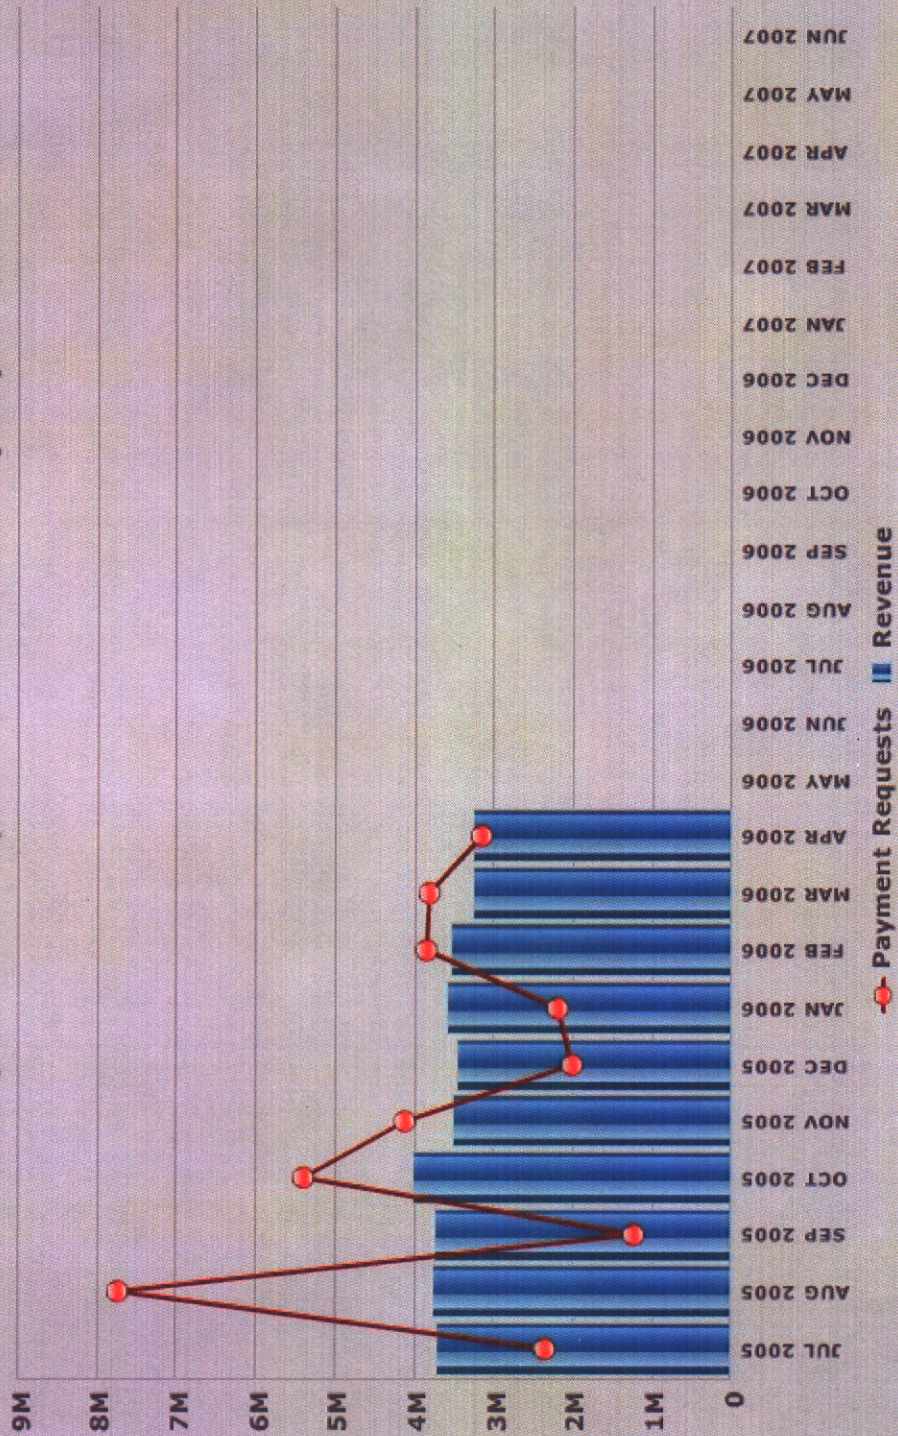 9M
8M
7M
6M
5M
4M
3M
2M
1M
0
JUL 2005
AUG 2005
SEP 2005
OCT 2005
NOV 2005
DEC 2005
JAN 2006
FEB 2006
MAR 2006
APR 2006
MAY 2006
JUN 2006
JUL 2006
AUG 2006
SEP 2006
OCT 2006
NOV 2006
DEC 2006
JAN 2007
FEB 2007
MAR 2007
APR 2007
MAY 2007
JUN 2007
Payment Requests Revenue